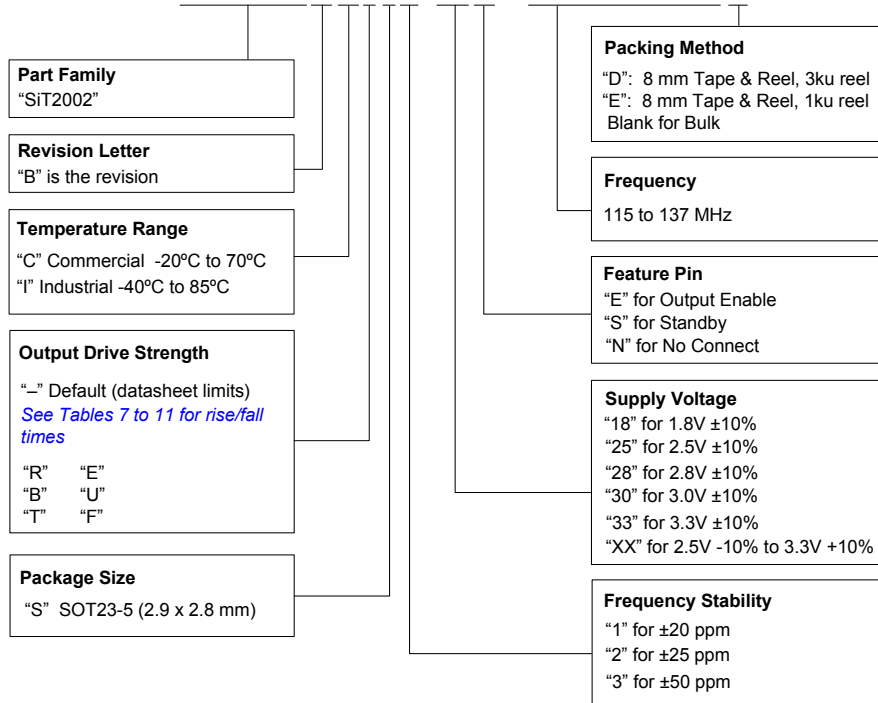 Part Family
“SiT2002”
Revision Letter
“B” is the revision
Temperature Range
“C” Commercial -20ºC to 70ºC
“I” Industrial -40ºC to 85ºC
Output Drive Strength
“–” Default (datasheet limits)
See Tables 7 to 11 for rise/fall
times
“R” “E”
“B” “U”
“T” “F”
Package Size
“S” SOT23-5 (2.9 x 2.8 mm)
Packing Method
“D”: 8 mm Tape & Reel, 3ku reel
“E”: 8 mm Tape & Reel, 1ku reel
Blank for Bulk
Frequency
115 to 137 MHz
Feature Pin
“E” for Output Enable
“S” for Standby
“N” for No Connect
Supply Voltage
“18” for 1.8V ±10%
“25” for 2.5V ±10%
“28” for 2.8V ±10%
“30” for 3.0V ±10%
“33” for 3.3V ±10%
“XX” for 2.5V -10% to 3.3V +10%
Frequency Stability
“1” for ±20 ppm
“2” for ±25 ppm
“3” for ±50 ppm